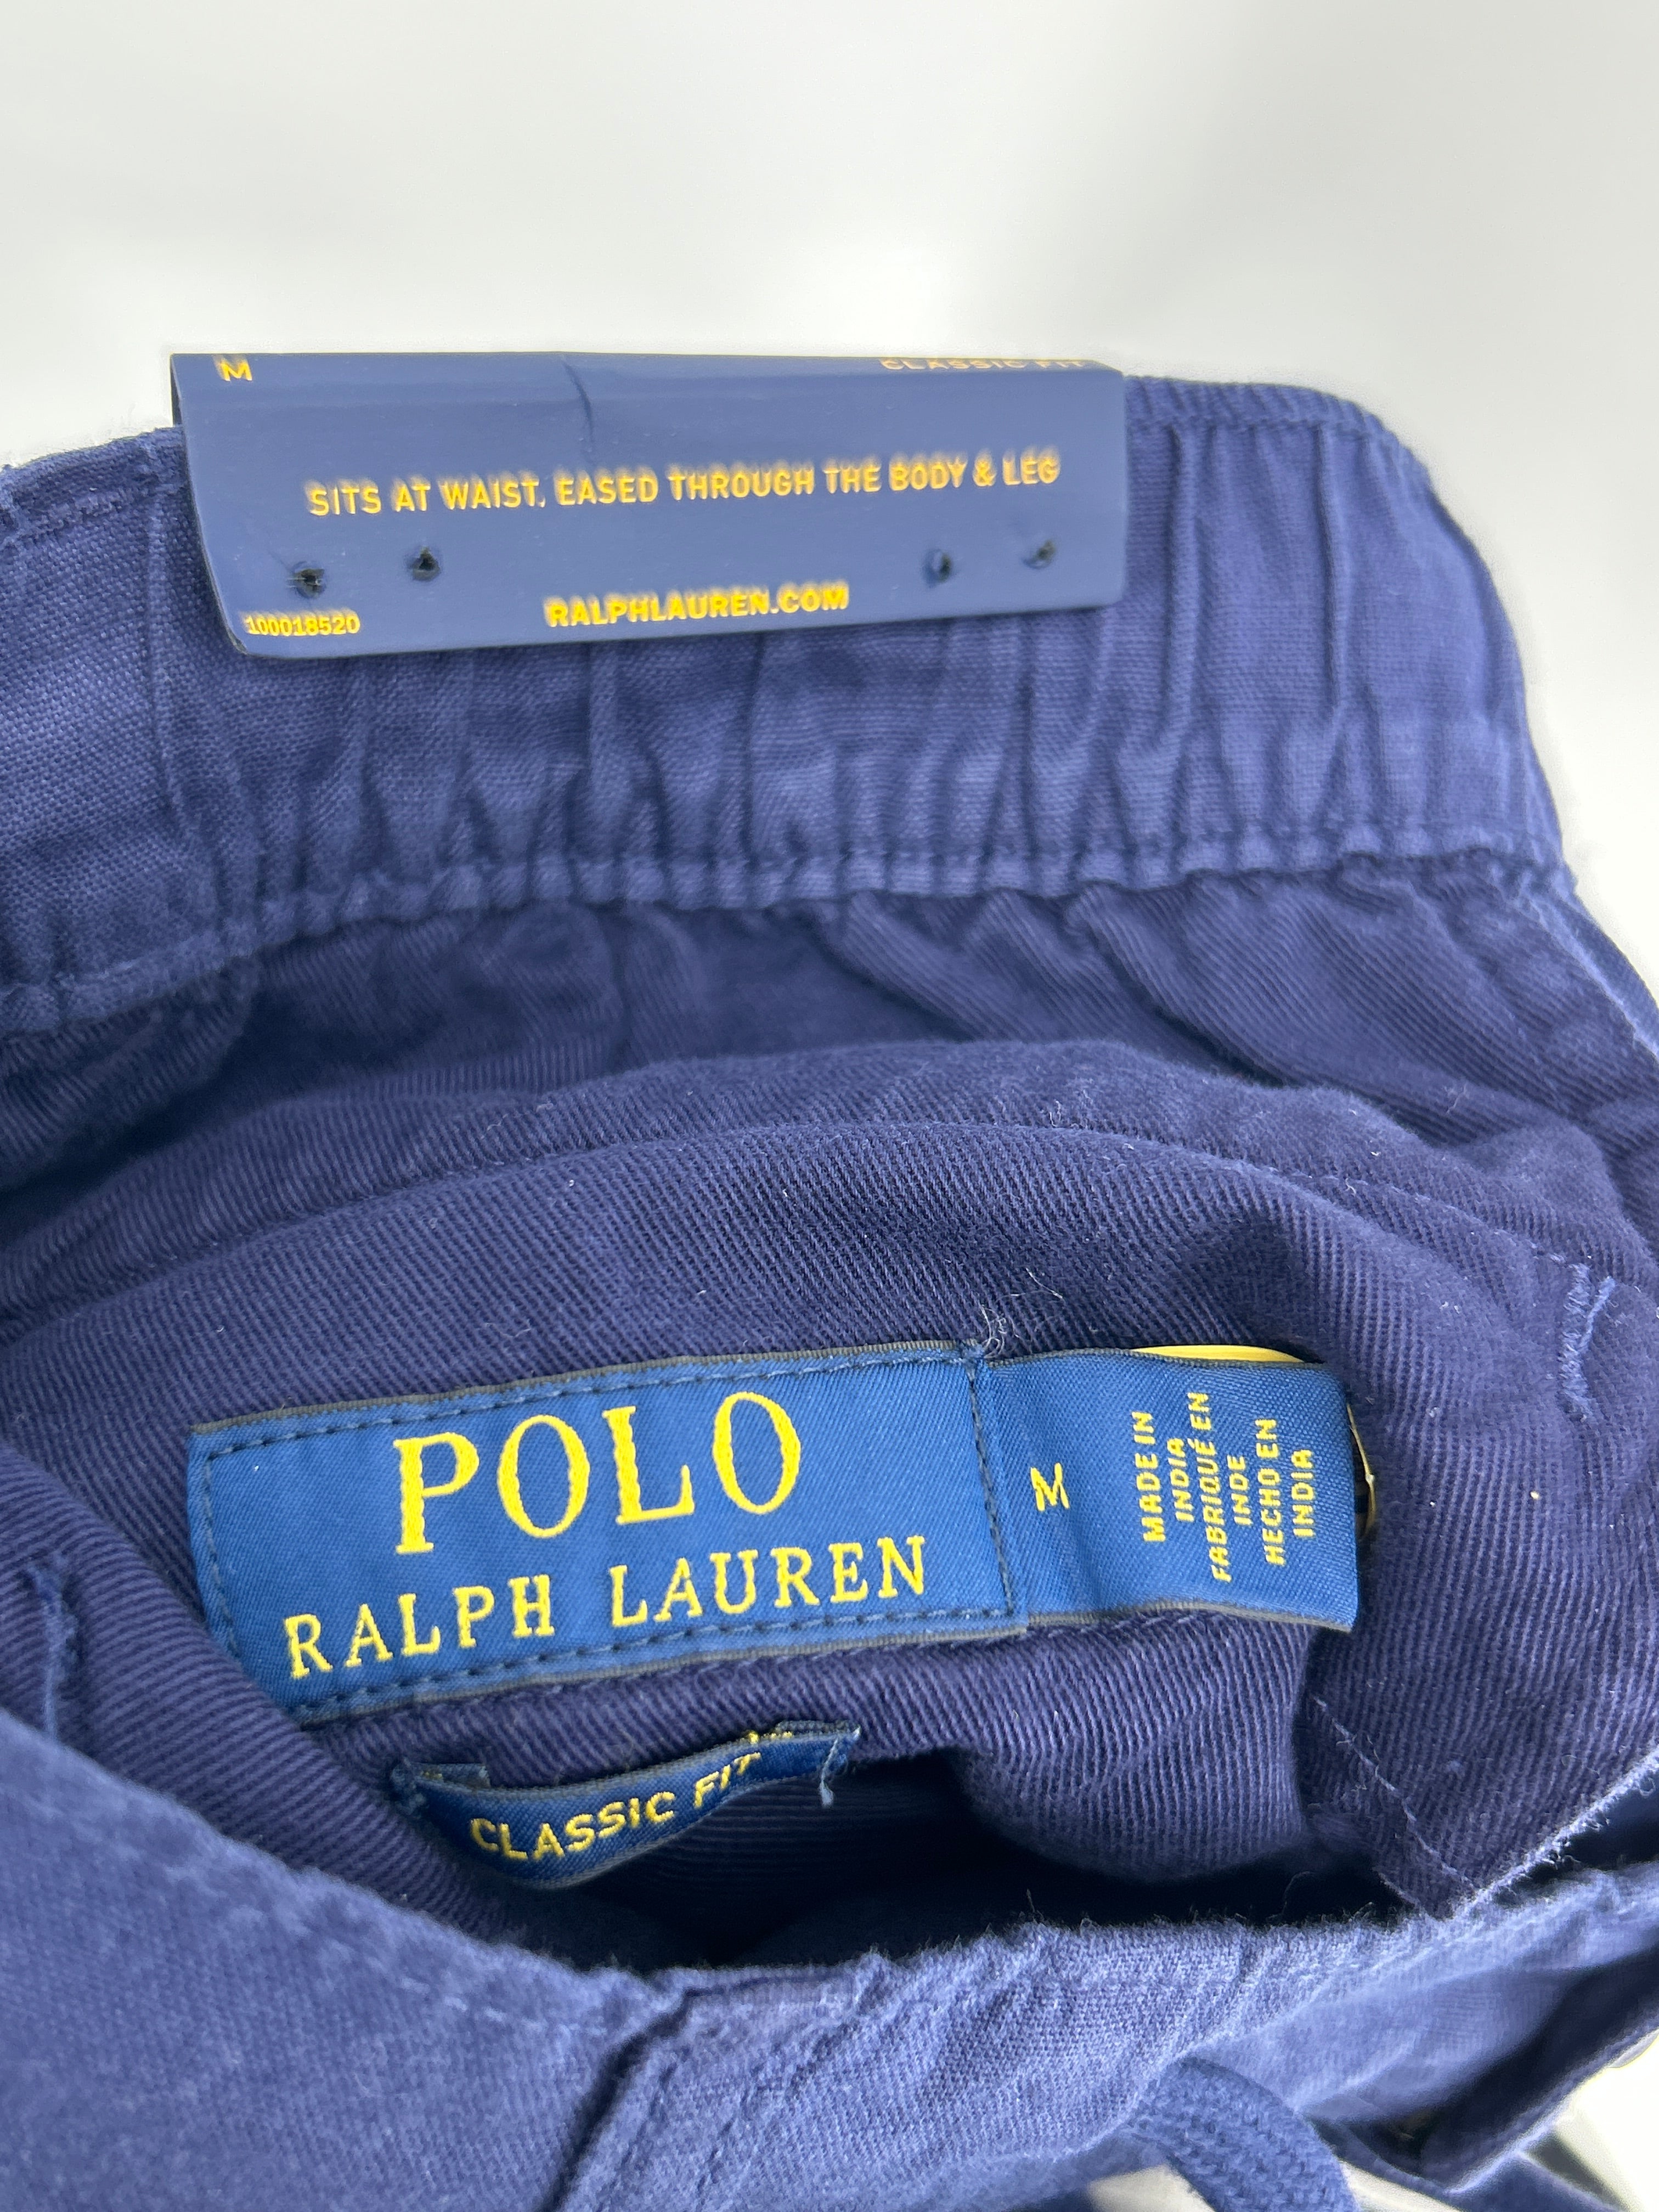 M
CLASSIC FIT
SITS AT WAIST, EASED THROUGH THE BODY & LEG
100018520
RALPHLAUREN.COM
POLO
RALPH LAUREN
M
MADE IN
INDIA
FABRIQUÉ EN
INDE
HECHO EN
INDIA
CLASSIC FIT